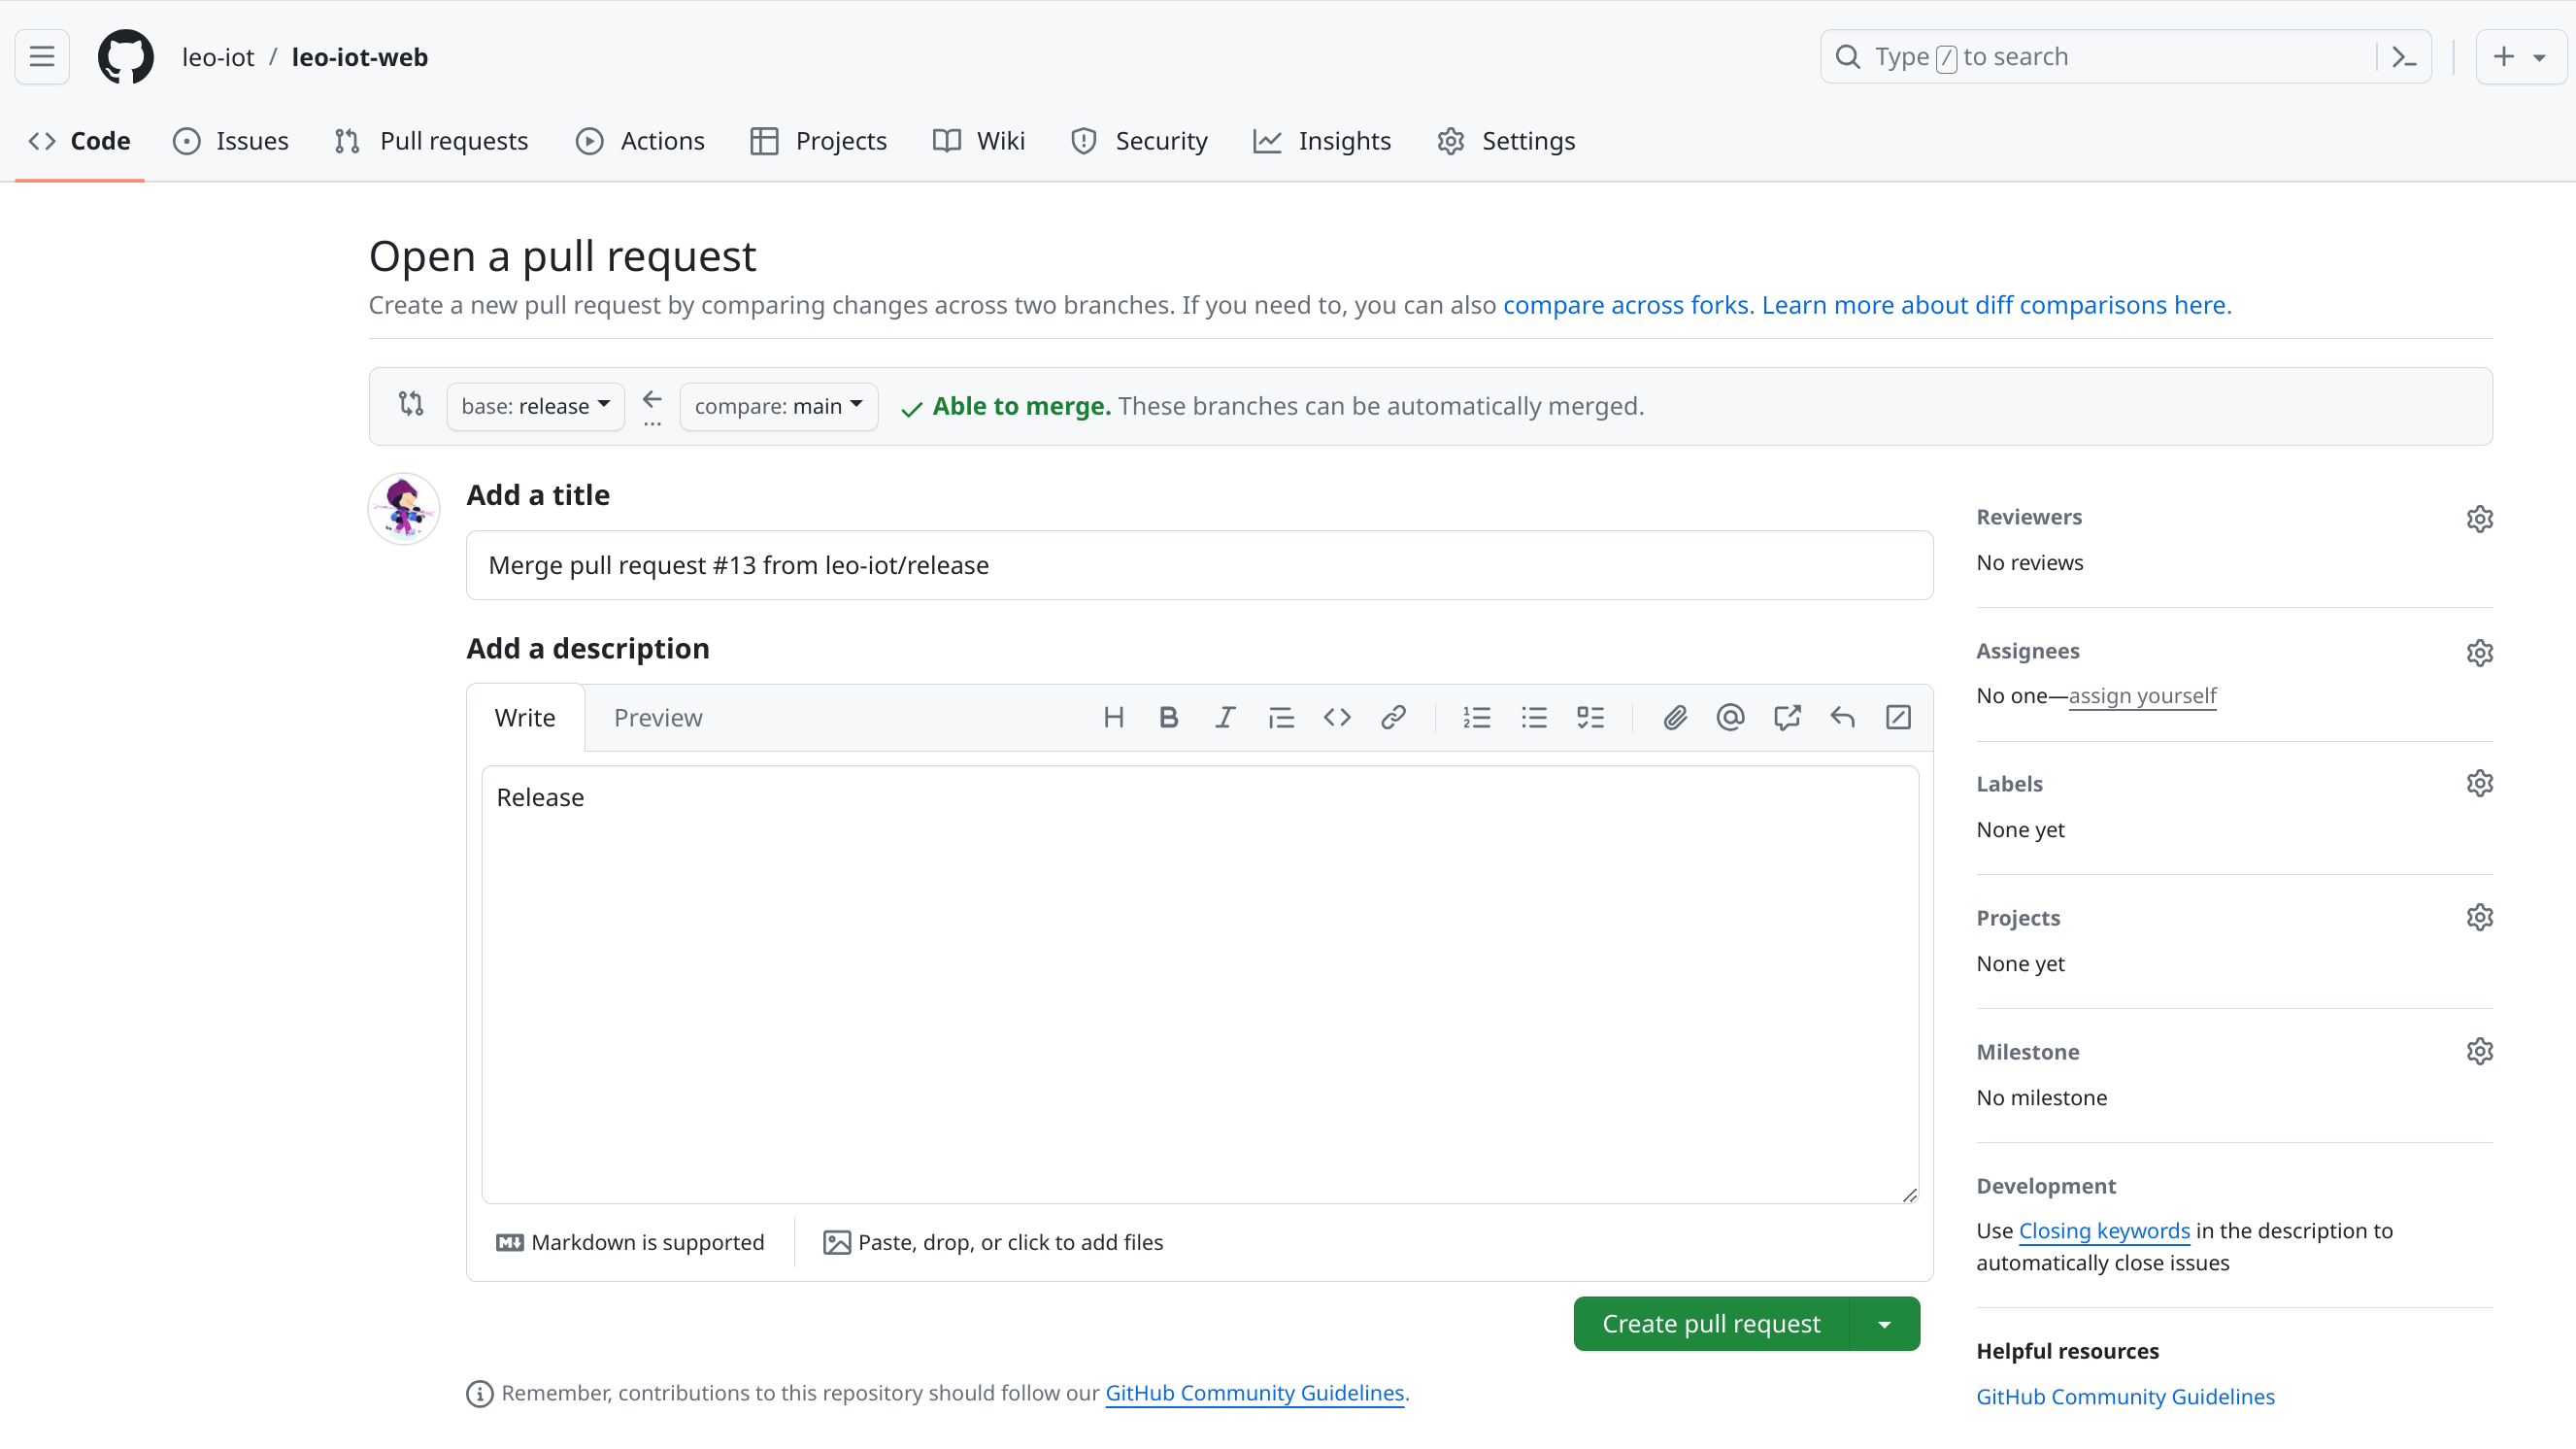 leo-iot / leo-iot-web
Type / to search
Code Issues Pull requests Actions Projects Wiki Security Insights Settings
Open a pull request
Create a new pull request by comparing changes across two branches. If you need to, you can also compare across forks. Learn more about diff comparisons here.
base: release ... compare: main Able to merge. These branches can be automatically merged.
Add a title
Merge pull request #13 from leo-iot/release
Add a description
Write Preview
Release
Markdown is supported Paste, drop, or click to add files
Create pull request
Remember, contributions to this repository should follow our GitHub Community Guidelines.
Reviewers
No reviews
Assignees
No one—assign yourself
Labels
None yet
Projects
None yet
Milestone
No milestone
Development
Use Closing keywords in the description to
automatically close issues
Helpful resources
GitHub Community Guidelines